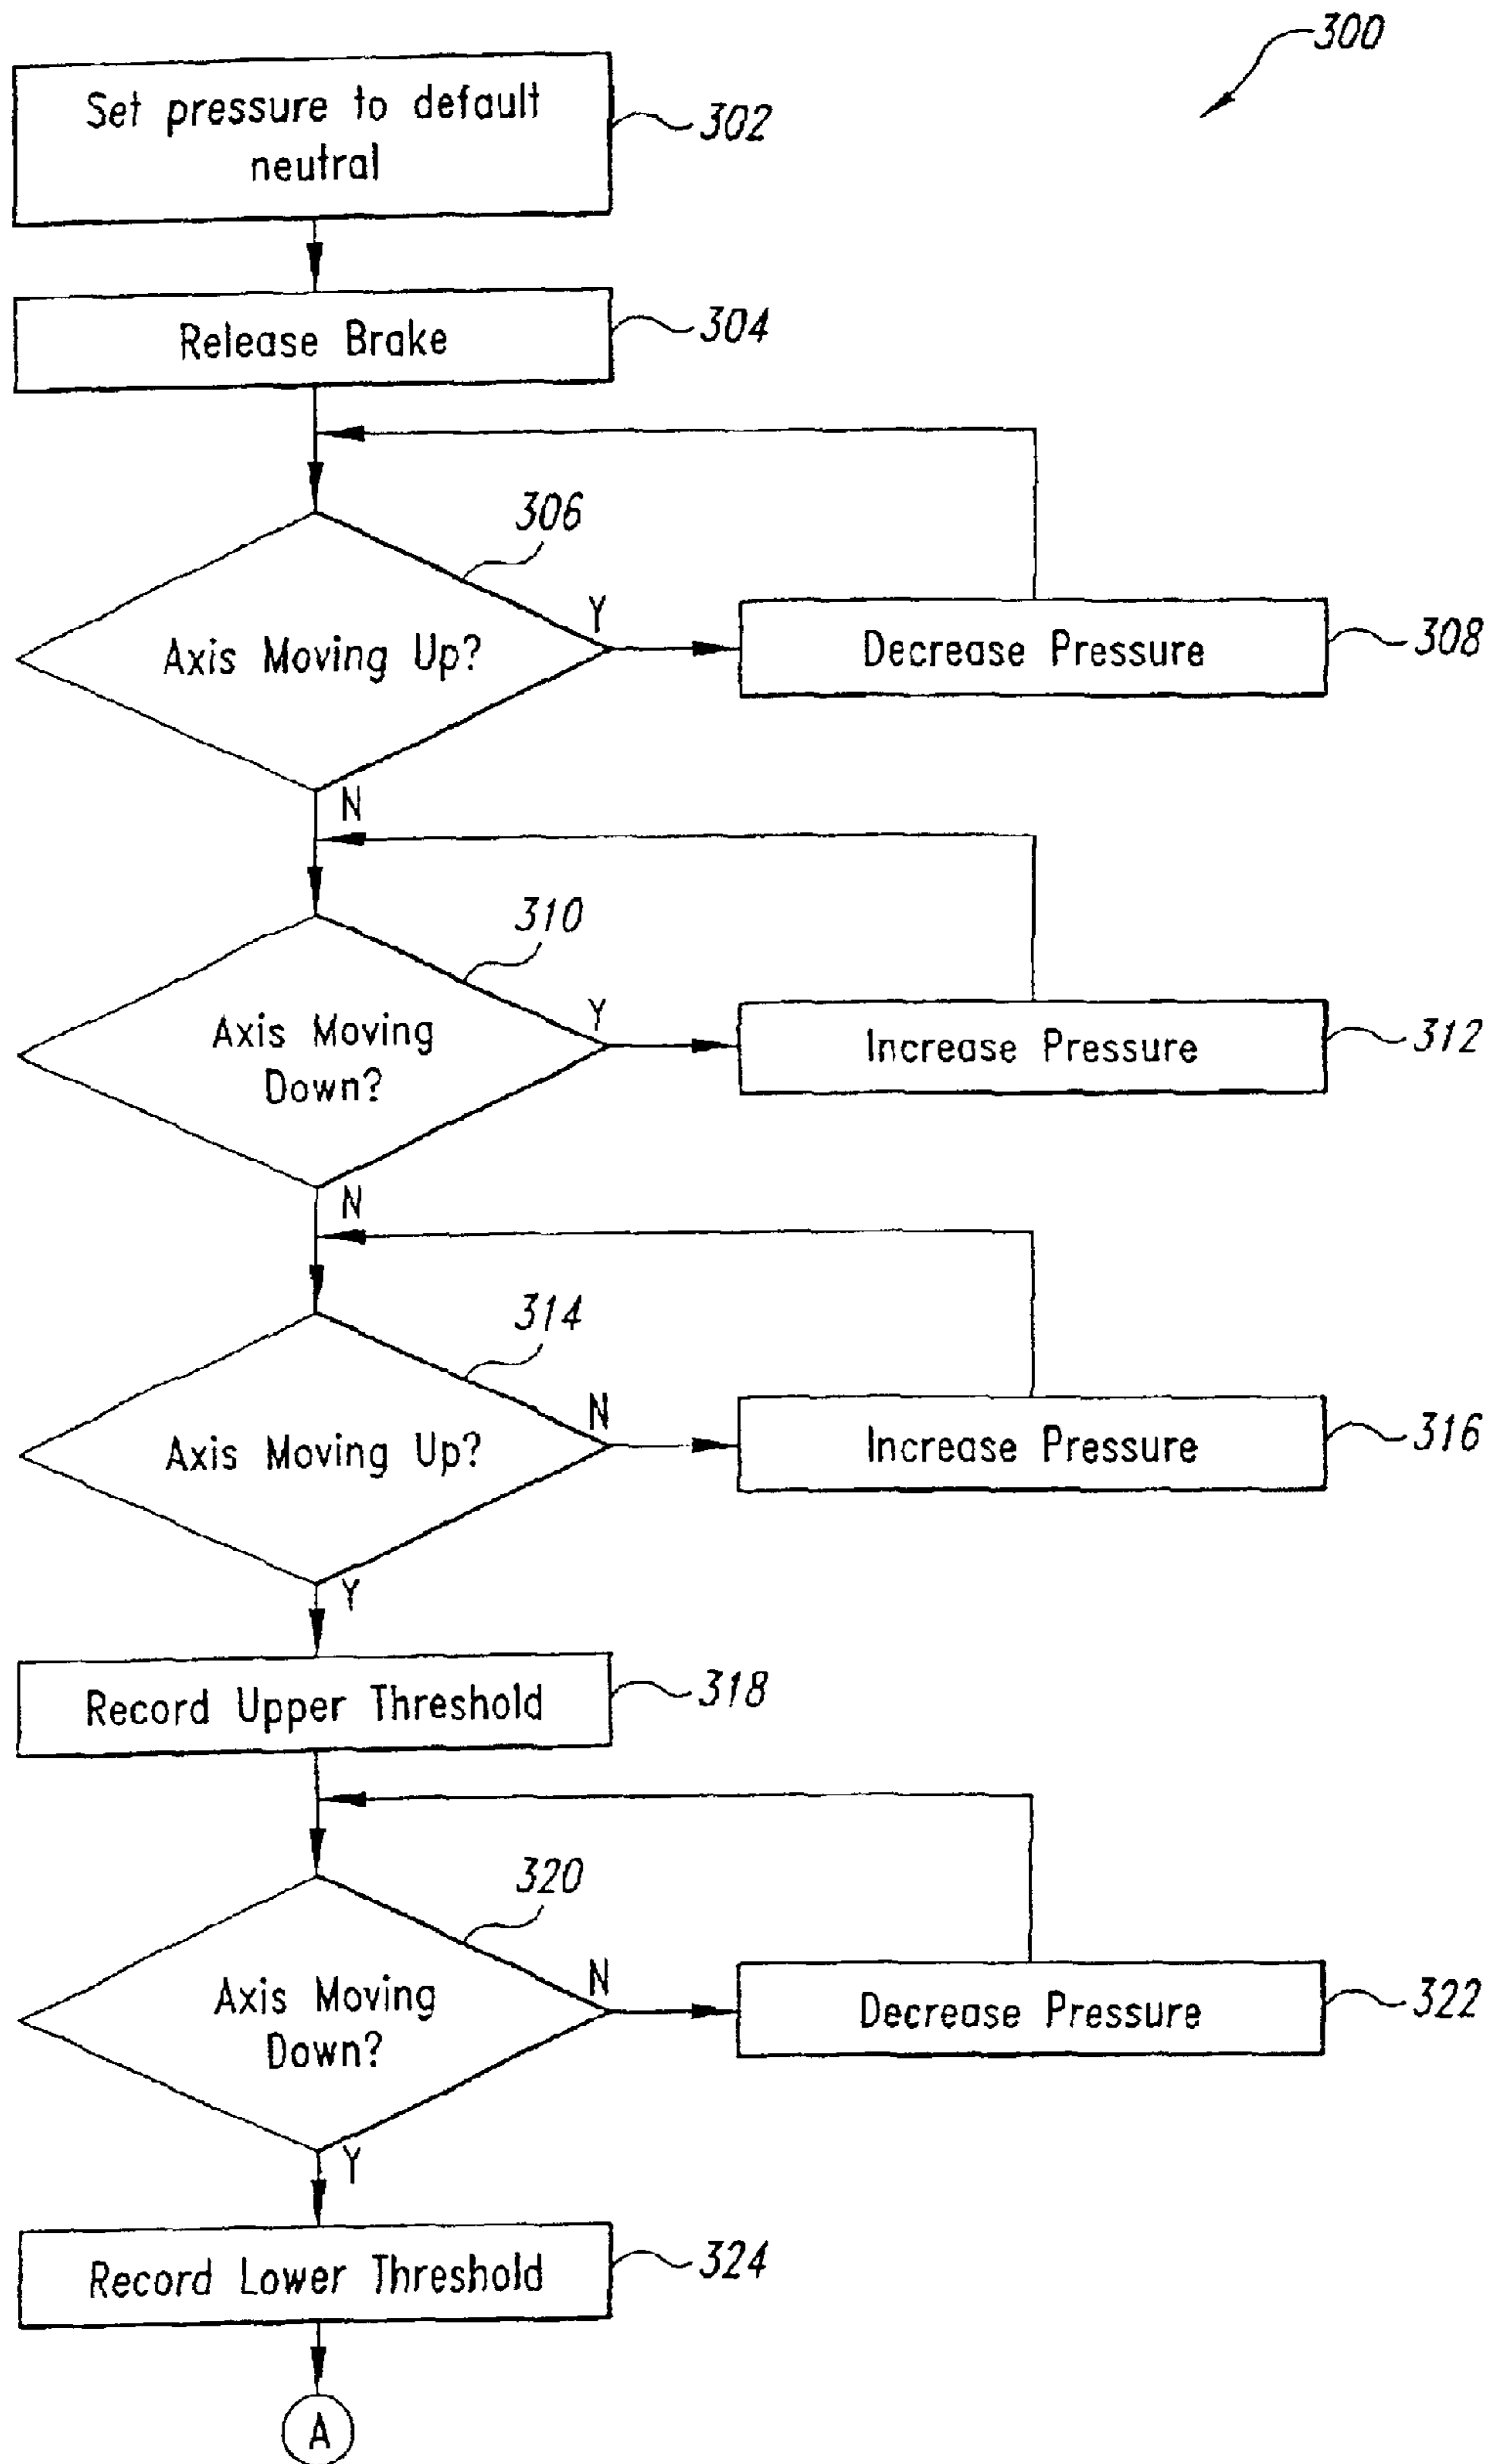 300
Set pressure to default
neutral
302
Release Brake
304
306
Axis Moving Up?
Y
N
Decrease Pressure
308
310
Axis Moving
Down?
Y
N
Increase Pressure
312
314
Axis Moving Up?
N
Y
Increase Pressure
316
Record Upper Threshold
318
320
Axis Moving
Down?
N
Y
Decrease Pressure
322
Record Lower Threshold
324
A